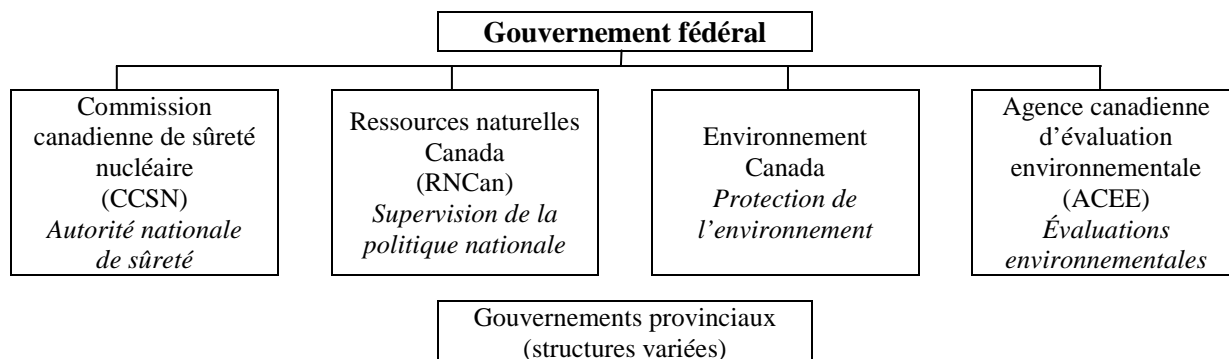 Gouvernement fédéral
Commission
canadienne de sûreté
nucléaire
(CCSN)
Autorité nationale
de sûreté
Ressources naturelles
Canada
(RNCan)
Supervision de la
politique nationale
Environnement
Canada
Protection de
l’environnement
Agence canadienne
d’évaluation
environnementale
(ACEE)
Évaluations
environnementales
Gouvernements provinciaux
(structures variées)